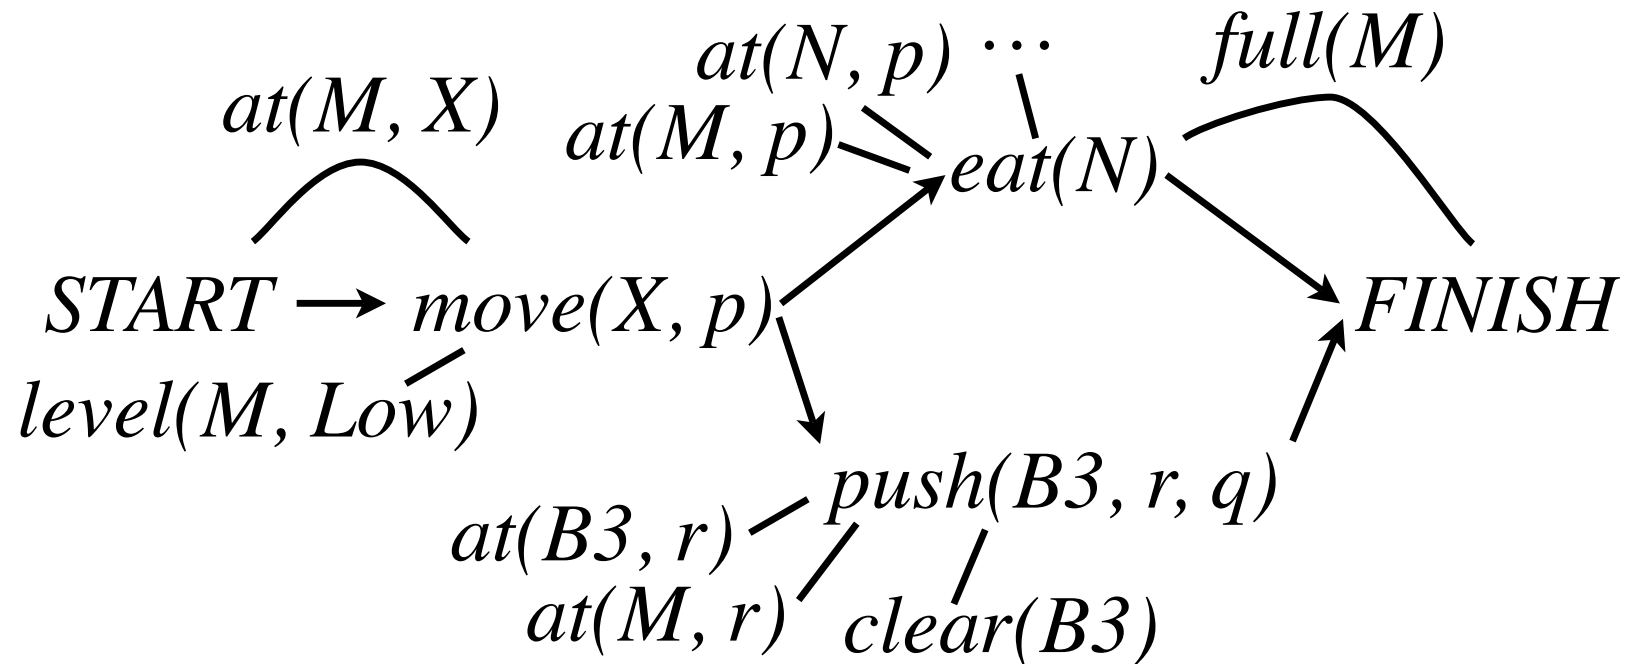 at(N, p) ···
full(M)
at(M, X)
at(M, p)
eat(N)
START
move(X, p)
FINISH
level(M, Low)
push(B3, r, q)
at(B3, r)
at(M, r)
clear(B3)